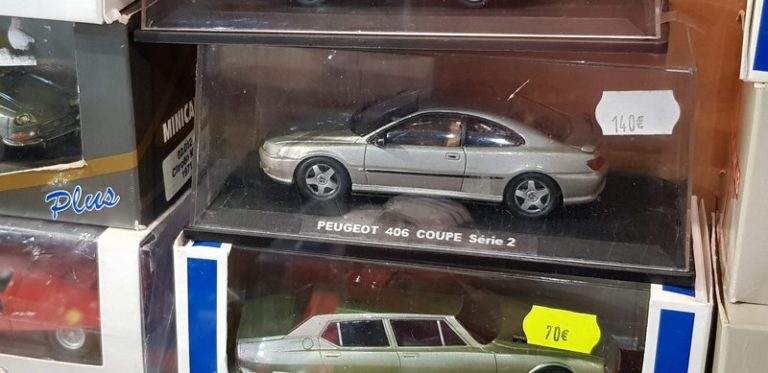 140€
MINICA
Plus
PEUGEOT 406 COUPE Série 2
70€